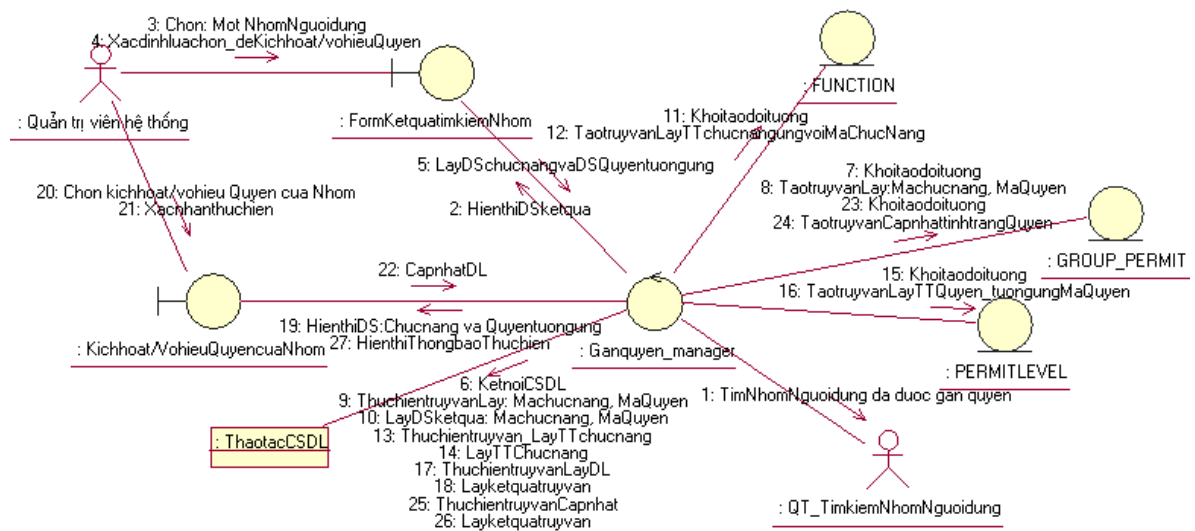 3: Chon: Mot NhomNguoidung
4: Xacdinhluachon_deKichhoat/vohieuQuyen
: Quản trị viên hệ thống
: FormKetquatimkiemNhom
: FUNCTION
11: Khoitaodoituong
12: TaotruyvanLayTTchucnangungvoiMaChucNang
5: LayDSchucnangvaDSQuyentuongung
2: HienthiDSketqua
7: Khoitaodoituong
8: TaotruyvanLay:Machucnang, MaQuyen
23: Khoitaodoituong
24: TaotruyvanCapnhattinhtrangQuyen
: GROUP_PERMIT
20: Chon kichhoat/vohieu Quyen cua Nhom
21: Xacnhanthuchien
22: CapnhatDL
15: Khoitaodoituong
16: TaotruyvanLayTTQuyen_tuongungMaQuyen
19: HienthiDS:Chucnang va Quyentuongung
27: HienthiThongbaoThuchien
: Kichhoat/VohieuQuyencuaNhom
: Ganquyen_manager
: PERMITLEVEL
6: KetnoiCSDL
9: ThuchientruyvanLay: Machucnang, MaQuyen
10: LayDSketqua: Machucnang, MaQuyen
13: Thuchientruyvan_LayTTchucnang
14: LayTTChucnang
17: ThuchientruyvanLayDL
18: Layketquatruyvan
25: ThuchientruyvanCapnhat
26: Layketquatruyvan
: ThaotacCSDL
1: TimNhomNguoidung da duoc gan quyen
: QT_TimkiemNhomNguoidung